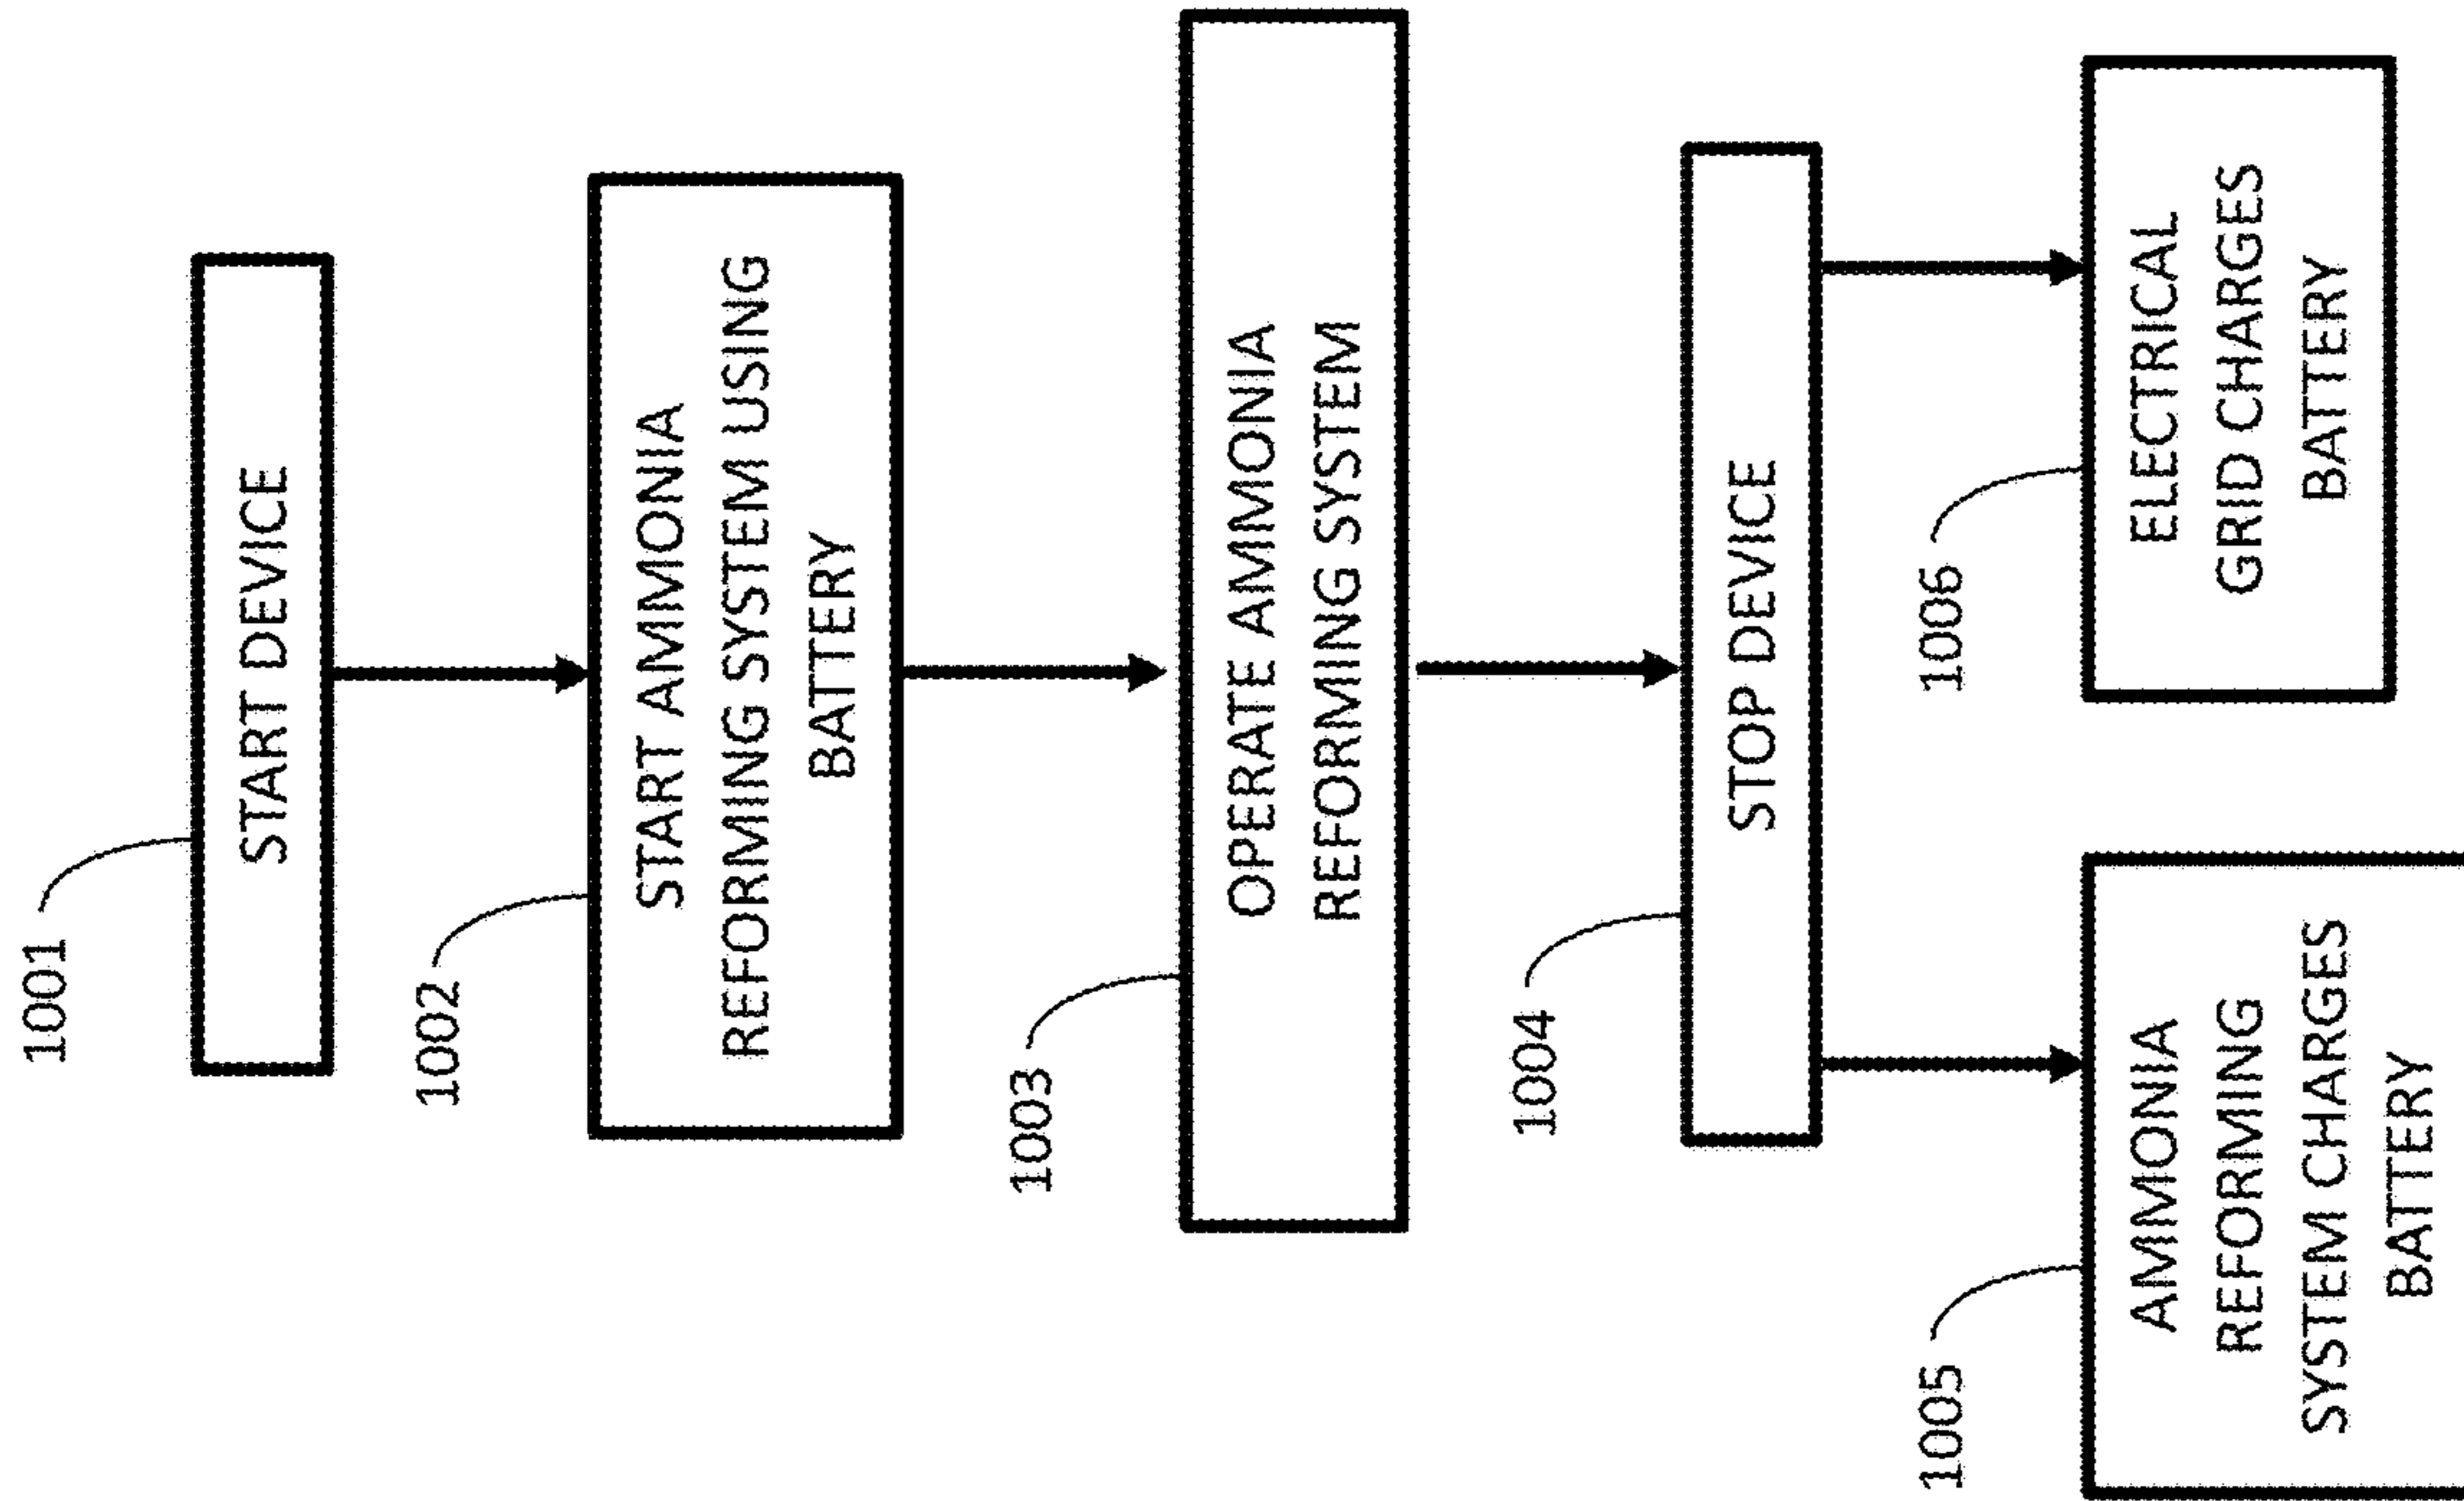 1001
START DEVICE
1002
START AMMONIA
REFORMING SYSTEM USING
BATTERY
1003
OPERATE AMMONIA
REFORMING SYSTEM
1004
STOP DEVICE
1005
AMMONIA
REFORMING
SYSTEM CHARGES
BATTERY
1006
ELECTRICAL
GRID CHARGES
BATTERY